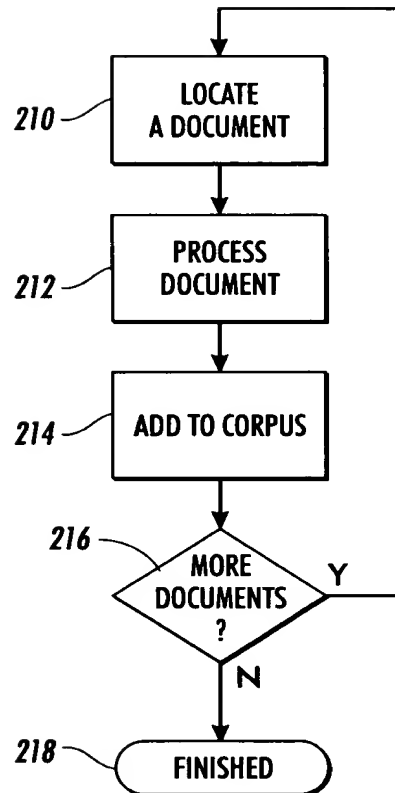 210
LOCATE
A DOCUMENT
212
PROCESS
DOCUMENT
214
ADD TO CORPUS
216
MORE
DOCUMENTS
?
Y
N
218
FINISHED